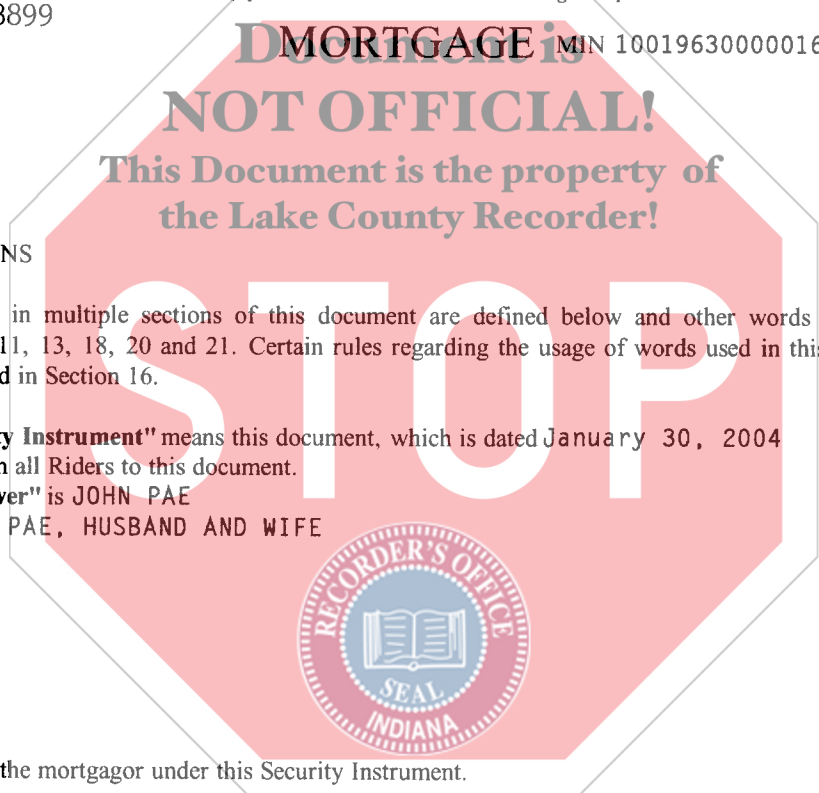 3899
MORTGAGE MIN 10019630000016
Document is
NOT OFFICIAL!
This Document is the property of
the Lake County Recorder!
NS
in multiple sections of this document are defined below and other words
11, 13, 18, 20 and 21. Certain rules regarding the usage of words used in this
d in Section 16.
STOP
y Instrument" means this document, which is dated January 30, 2004
all Riders to this document.
er" is JOHN PAE
PAE, HUSBAND AND WIFE
RECORDER'S OFFICE
SEAL
INDIANA
the mortgagor under this Security Instrument.